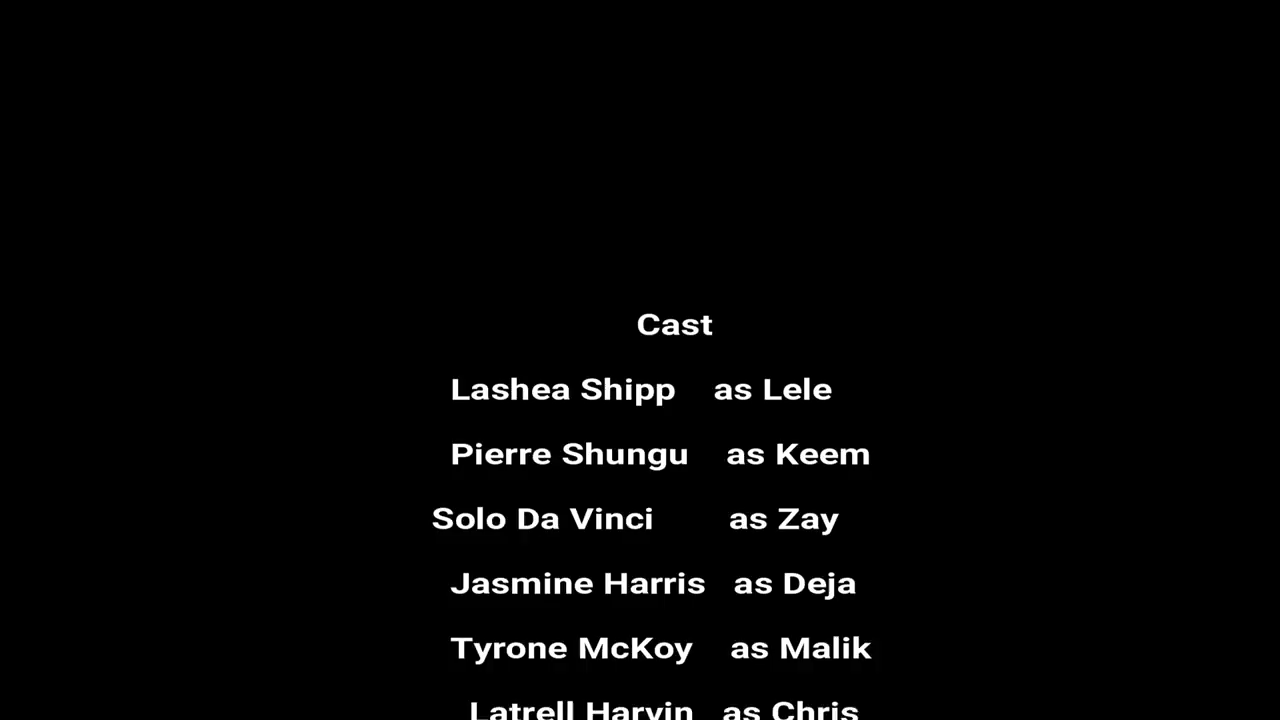 Cast
Lashea Shipp as Lele
Pierre Shungu as Keem
Solo Da Vinci as Zay
Jasmine Harris as Deja
Tyrone McKoy as Malik
Latrell Harvin as Chris